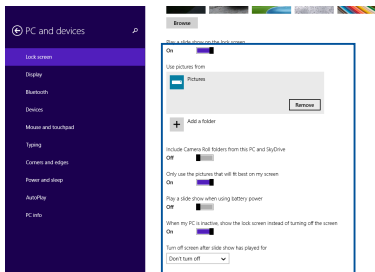 PC and devices
Lock screen
Display
Bluetooth
Devices
Mouse and touchpad
Typing
Corners and edges
Power and sleep
AutoPlay
PC info
Browse
Play a slide show on the lock screen
On
Use pictures from
Pictures
Remove
Add a folder
Include Camera Roll folders from this PC and SkyDrive
Off
Only use the pictures that will fit best on my screen
On
Play a slide show when using battery power
Off
When my PC is inactive, show the lock screen instead of turning off the screen
On
Turn off screen after slide show has played for
Don't turn off